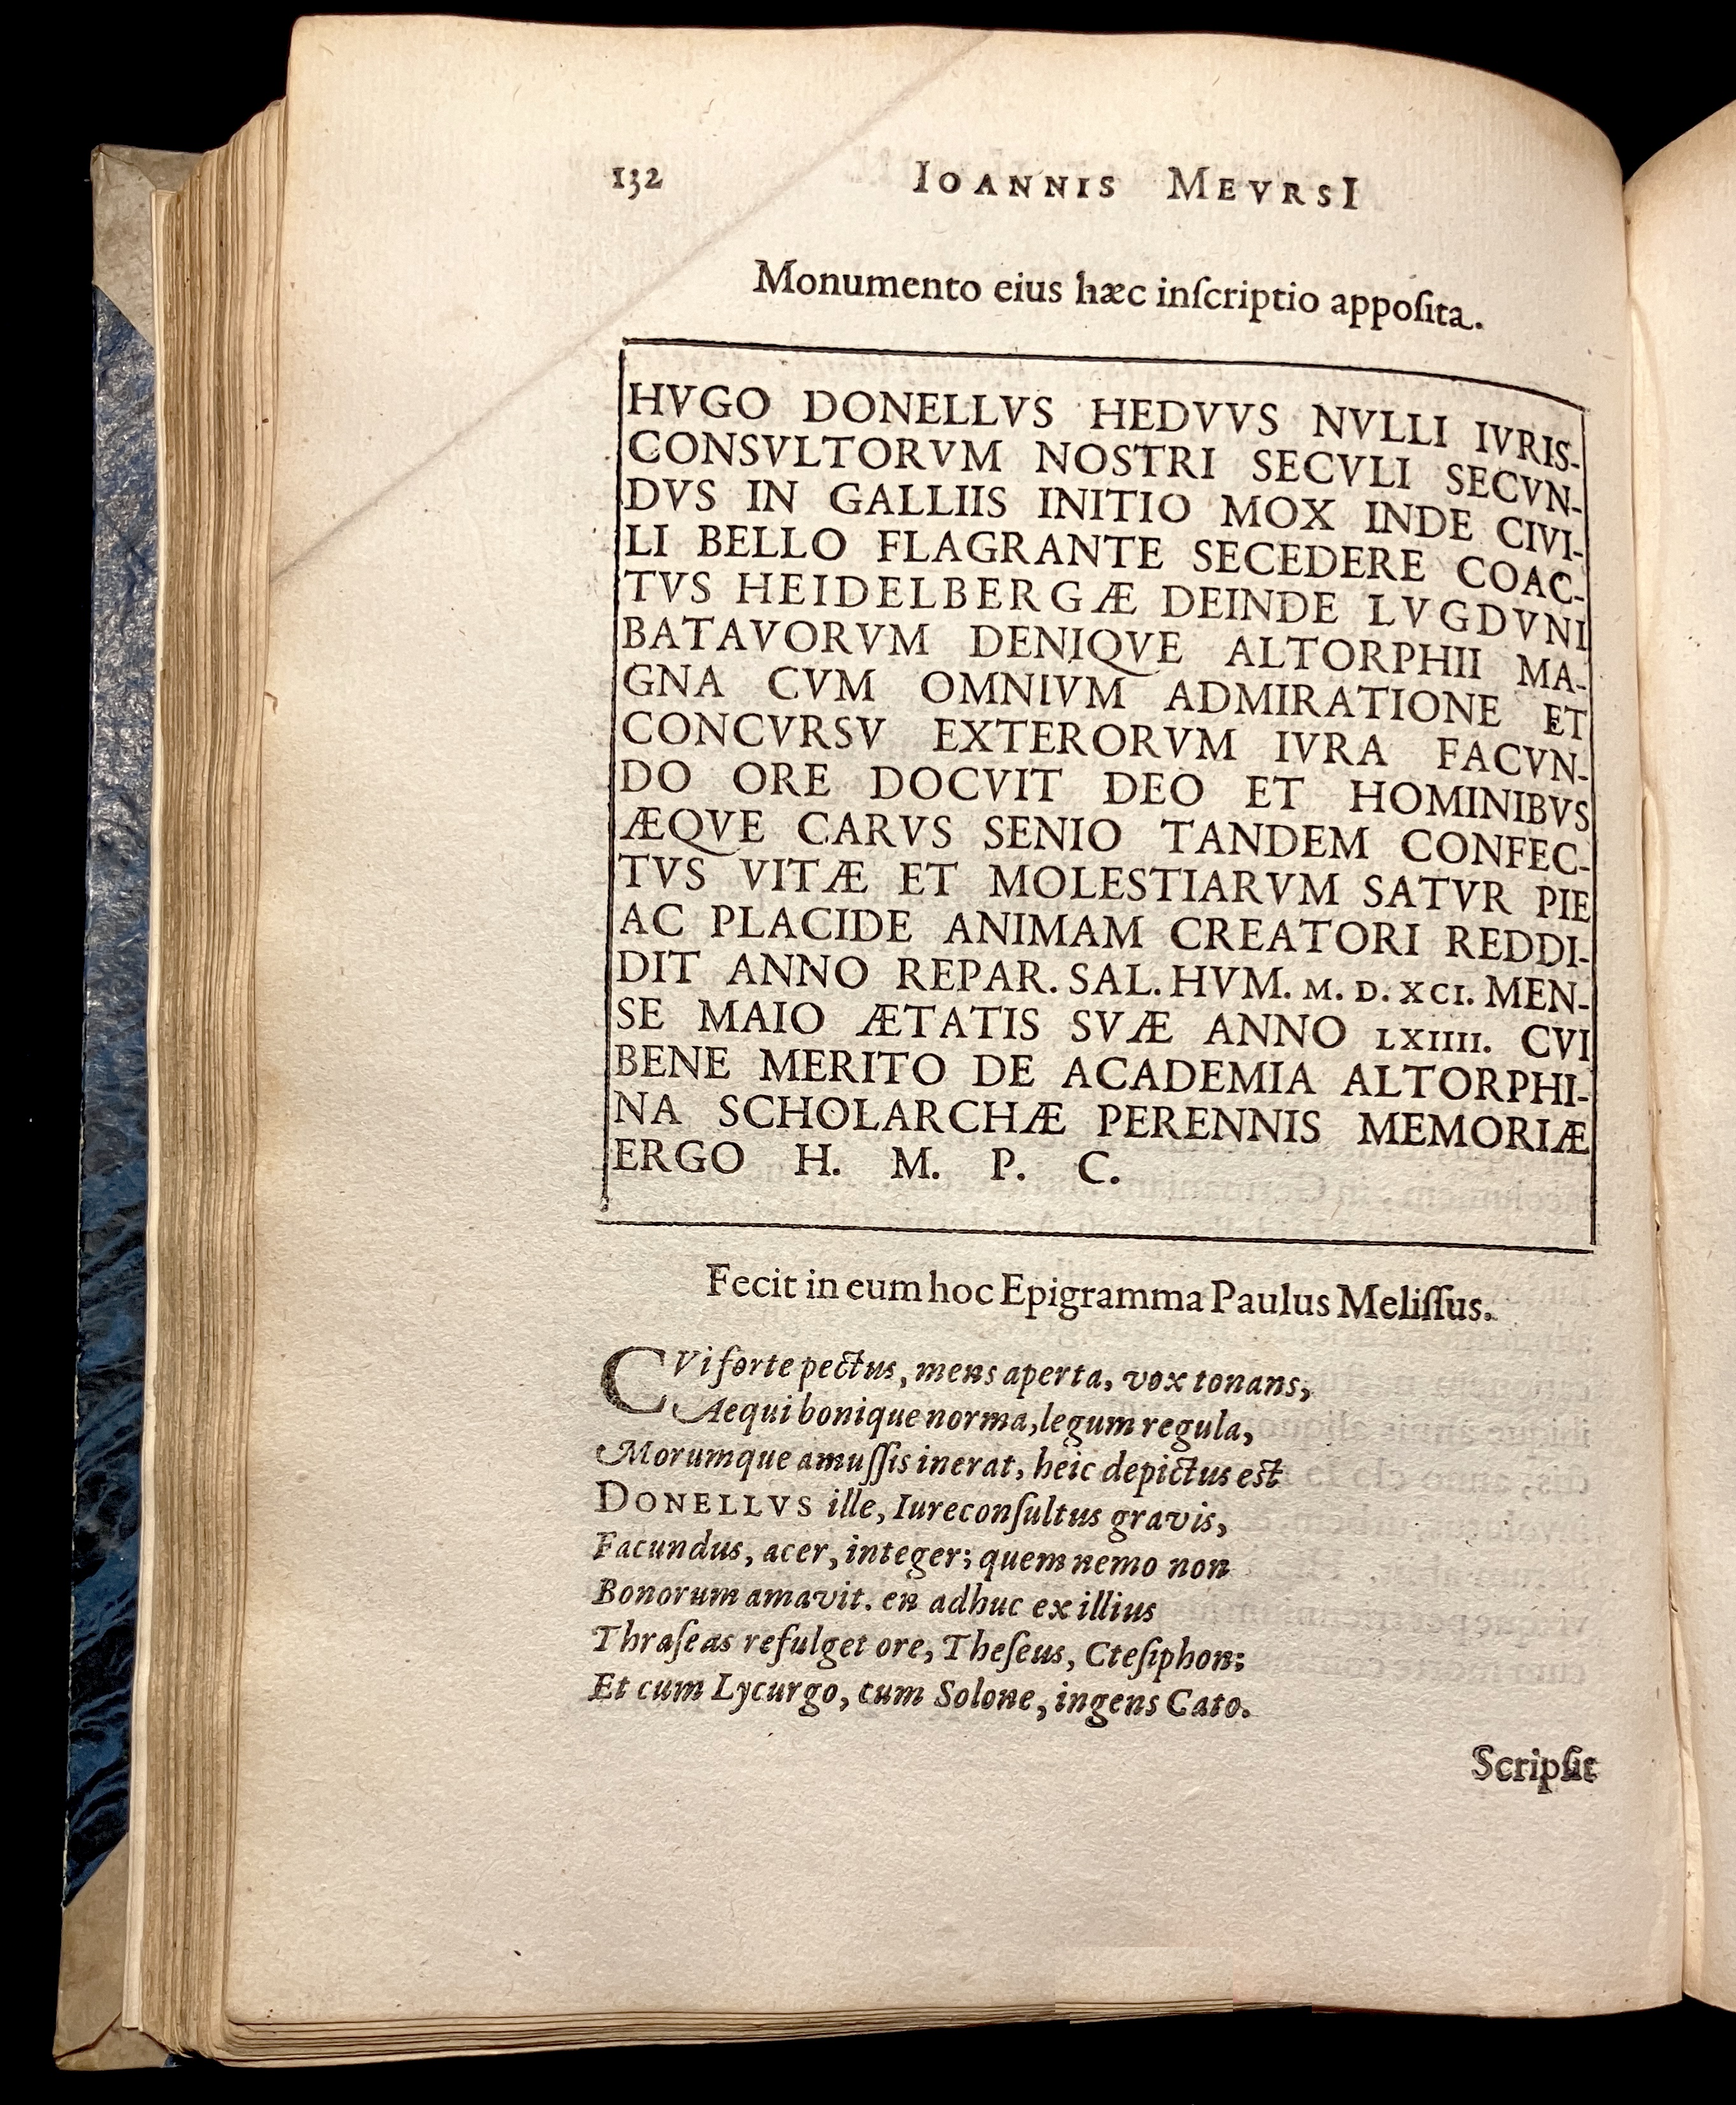 132 IOANNIS MEVRSI
Monumento eius hæc inſcriptio appoſita.
HVGO DONELLVS HEDVVS NVLLI IVRIS-
CONSVLTORVM NOSTRI SECVLI SECVN-
DVS IN GALLIIS INITIO MOX INDE CIVI-
LI BELLO FLAGRANTE SECEDERE COAC-
TVS HEIDELBERGÆ DEINDE LVGDVNI
BATAVORVM DENIQVE ALTORPHII MA-
GNA CVM OMNIVM ADMIRATIONE ET
CONCVRSV EXTERORVM IVRA FACVN-
DO ORE DOCVIT DEO ET HOMINIBVS
ÆQVE CARVS SENIO TANDEM CONFEC-
TVS VITÆ ET MOLESTIARVM SATVR PIE
AC PLACIDE ANIMAM CREATORI REDDI-
DIT ANNO REPAR. SAL. HVM. M. D. XCI. MEN-
SE MAIO ÆTATIS SVÆ ANNO LXIIII. CVI
BENE MERITO DE ACADEMIA ALTORPHI-
NA SCHOLARCHÆ PERENNIS MEMORIÆ
ERGO H. M. P. C.
Fecit in eum hoc Epigramma Paulus Meliſſus.
CVi forte pectus, mens aperta, vox tonans,
Aequi bonique norma, legum regula,
Morumque amuſſis inerat, heic depictus est
DONELLVS ille, Iureconſultus gravis,
Facundus, acer, integer; quem nemo non
Bonorum amavit. en adhuc ex illius
Thraſeas refulget ore, Theſeus, Cteſiphon;
Et cum Lycurgo, cum Solone, ingens Cato.
Scripſit